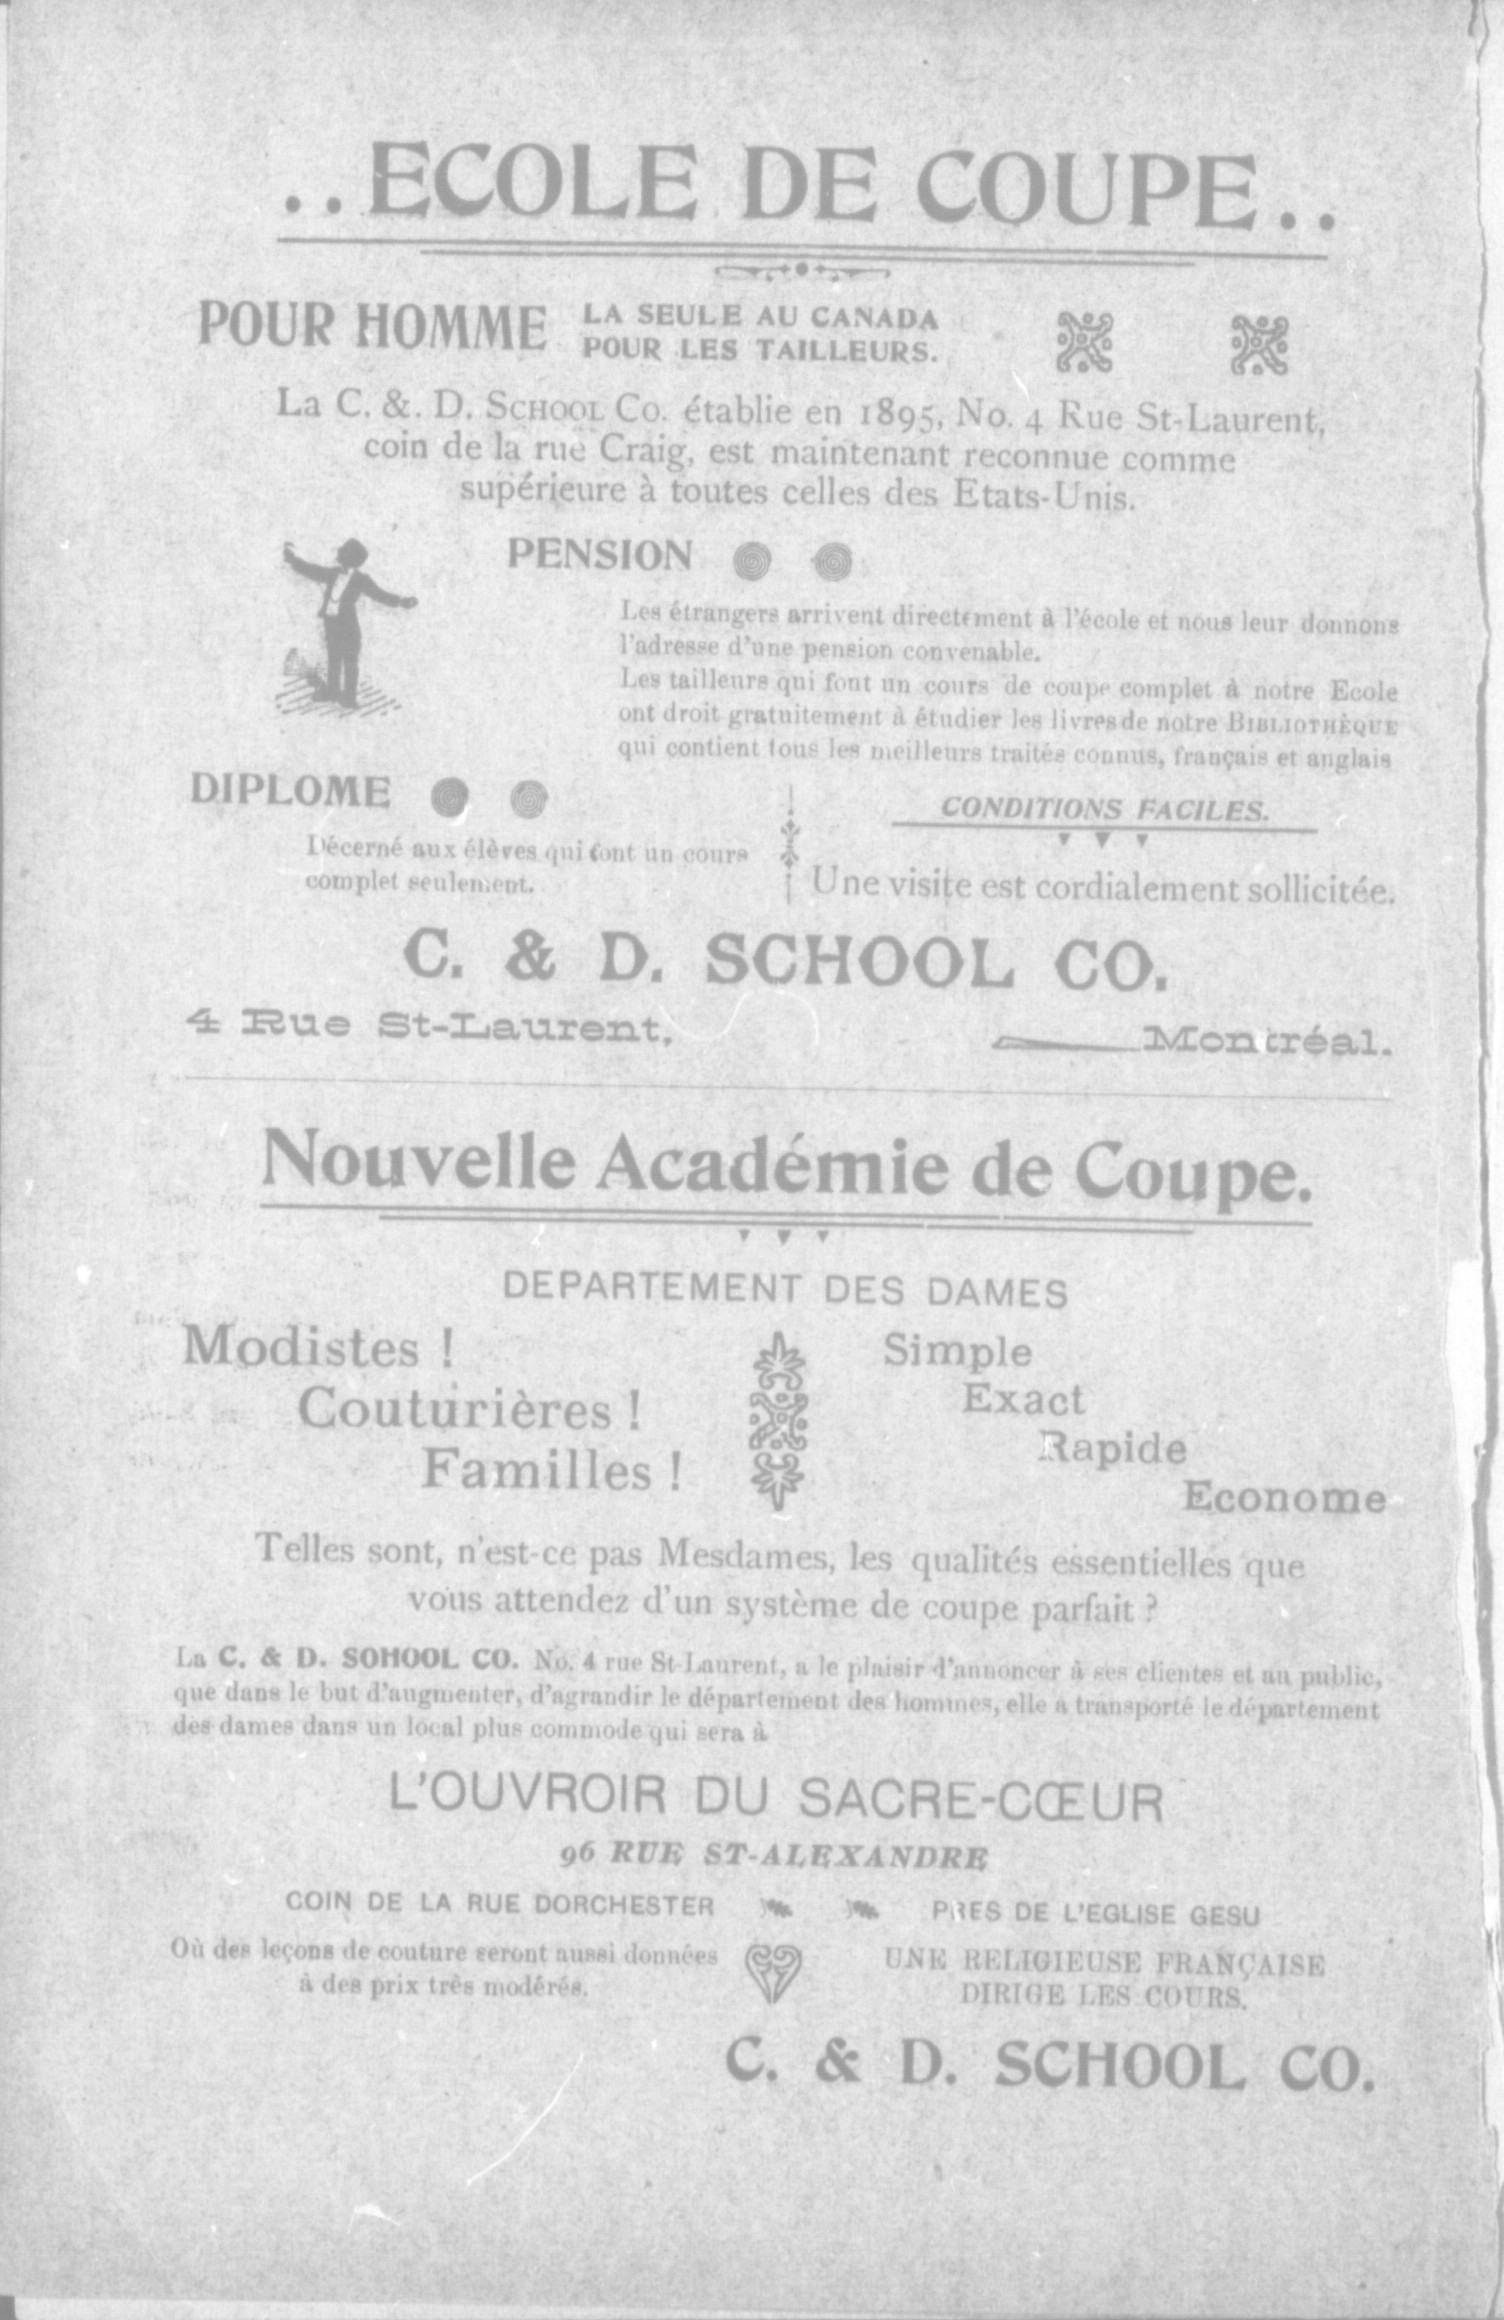 ..ECOLE DE COUPE..
POUR HOMME LA SEULE AU CANADA
POUR LES TAILLEURS.
La C. &. D. SCHOOL CO. établie en 1895, No. 4 Rue St-Laurent,
coin de la rue Craig, est maintenant reconnue comme
supérieure à toutes celles des Etats-Unis.
PENSION
Les étrangers arrivent directement à l'école et nous leur donnons
l'adresse d'une pension convenable.
Les tailleurs qui font un cours de coupe complet à notre Ecole
ont droit gratuitement à étudier les livres de notre BIBLIOTHÈQUE
qui contient tous les meilleurs traités connus, français et anglais
DIPLOME
Décerné aux élèves qui font un cours
complet seulement.
CONDITIONS FACILES.
Une visite est cordialement sollicitée.
C. & D. SCHOOL CO.
4 Rue St-Laurent, Montréal.
Nouvelle Académie de Coupe.
DEPARTEMENT DES DAMES
Modistes !
Couturières !
Familles !
Simple
Exact
Rapide
Econome
Telles sont, n'est-ce pas Mesdames, les qualités essentielles que
vous attendez d'un système de coupe parfait ?
La C. & D. SOHOOL CO. No. 4 rue St-Laurent, a le plaisir d'annoncer à ses clientes et au public,
que dans le but d'augmenter, d'agrandir le département des hommes, elle a transporté le département
des dames dans un local plus commode qui sera à
L'OUVROIR DU SACRE-CŒUR
96 RUE ST-ALEXANDRE
COIN DE LA RUE DORCHESTER PRES DE L'EGLISE GESU
Où des leçons de couture seront aussi données
à des prix très modérés.
UNE RELIGIEUSE FRANÇAISE
DIRIGE LES COURS.
C. & D. SCHOOL CO.